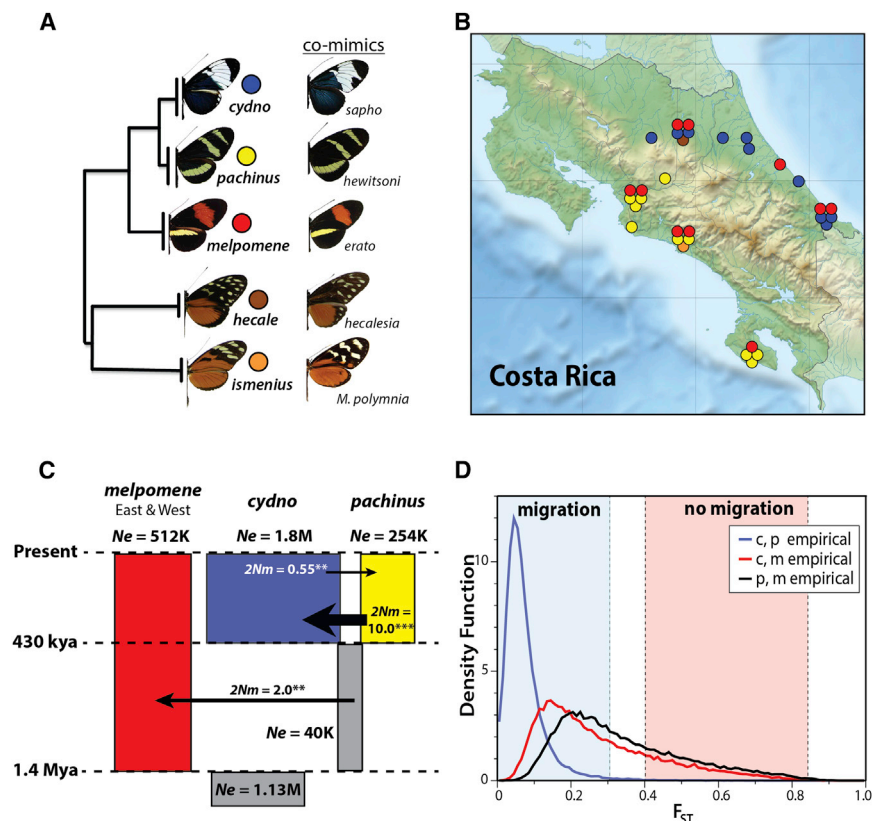 A
co-mimics
cydno
sapho
pachinus
hewitsoni
melpomene
erato
hecale
hecalesia
ismenius
M. polymnia
B
Costa Rica
C
melpomene
East & West
cydno
pachinus
Ne = 512K
Ne = 1.8M
Ne = 254K
Present
2Nm = 0.55**
2Nm =
10.0***
430 kya
2Nm = 2.0**
Ne = 40K
1.4 Mya
Ne = 1.13M
D
migration
no migration
c, p empirical
c, m empirical
p, m empirical
Density Function
10
5
0
0
0.2
0.4
0.6
0.8
1.0
FST